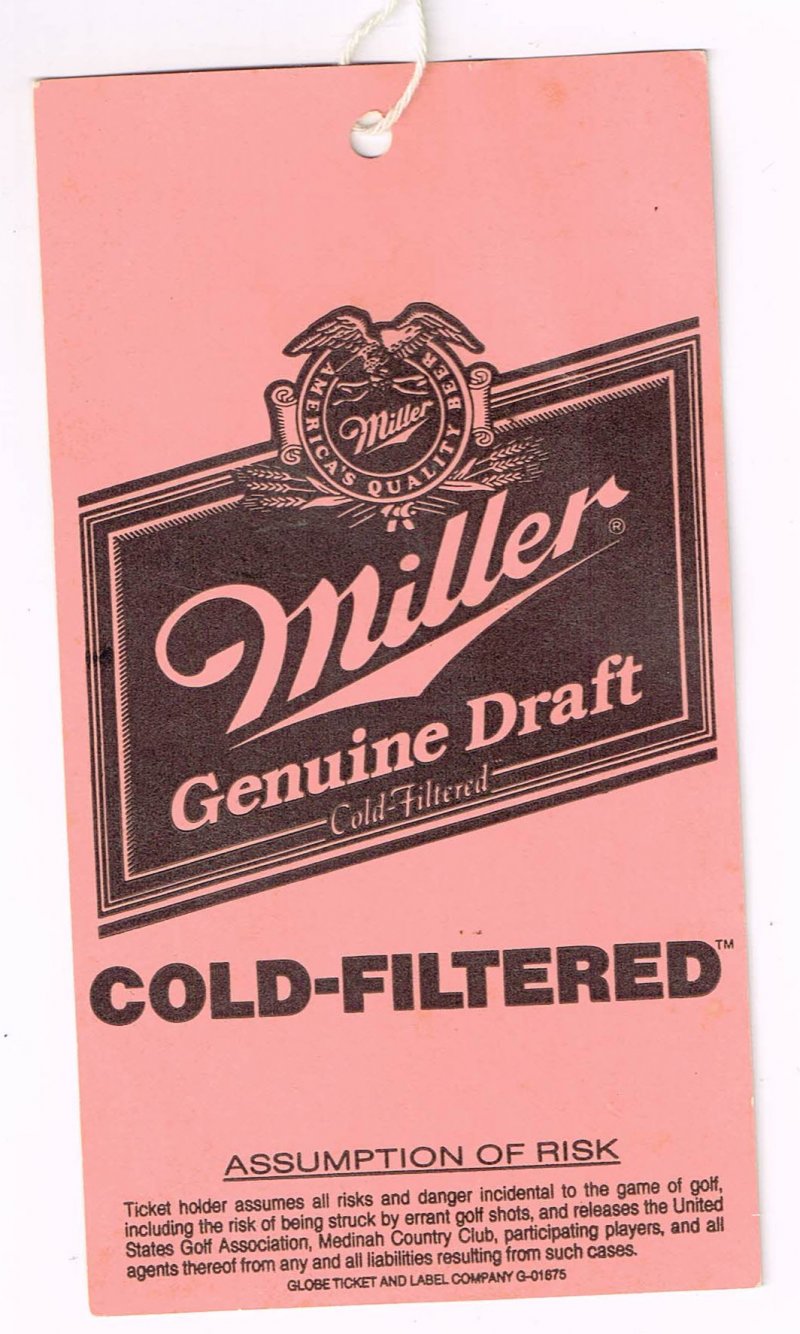 AMERICA'S QUALITY BEER
Miller
Miller ®
Genuine Draft
Cold-Filtered™
COLD-FILTERED™
ASSUMPTION OF RISK
Ticket holder assumes all risks and danger incidental to the game of golf,
including the risk of being struck by errant golf shots, and releases the United
States Golf Association, Medinah Country Club, participating players, and all
agents thereof from any and all liabilities resulting from such cases.
GLOBE TICKET AND LABEL COMPANY G-01675